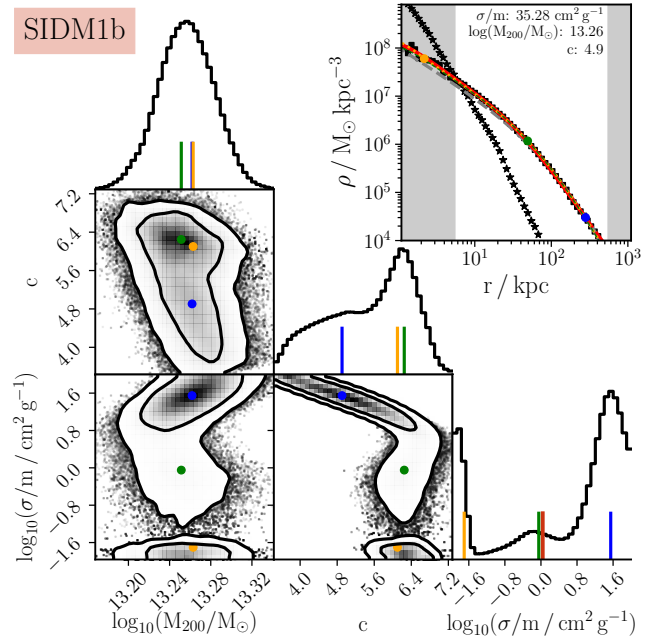 SIDM1b
σ/m: 35.28 cm² g⁻¹
log(M₂₀₀/M⊙): 13.26
c: 4.9
10⁸
10⁷
10⁶
10⁵
10⁴
ρ / M⊙ kpc⁻³
10¹ 10² 10³
r / kpc
7.2
6.4
5.6
4.8
4.0
c
1.6
0.8
0.0
−0.8
−1.6
log₁₀(σ/m / cm² g⁻¹)
13.20 13.24 13.28 13.32
log₁₀(M₂₀₀/M⊙)
4.0 4.8 5.6 6.4 7.2
c
−1.6 −0.8 0.0 0.8 1.6
log₁₀(σ/m / cm² g⁻¹)